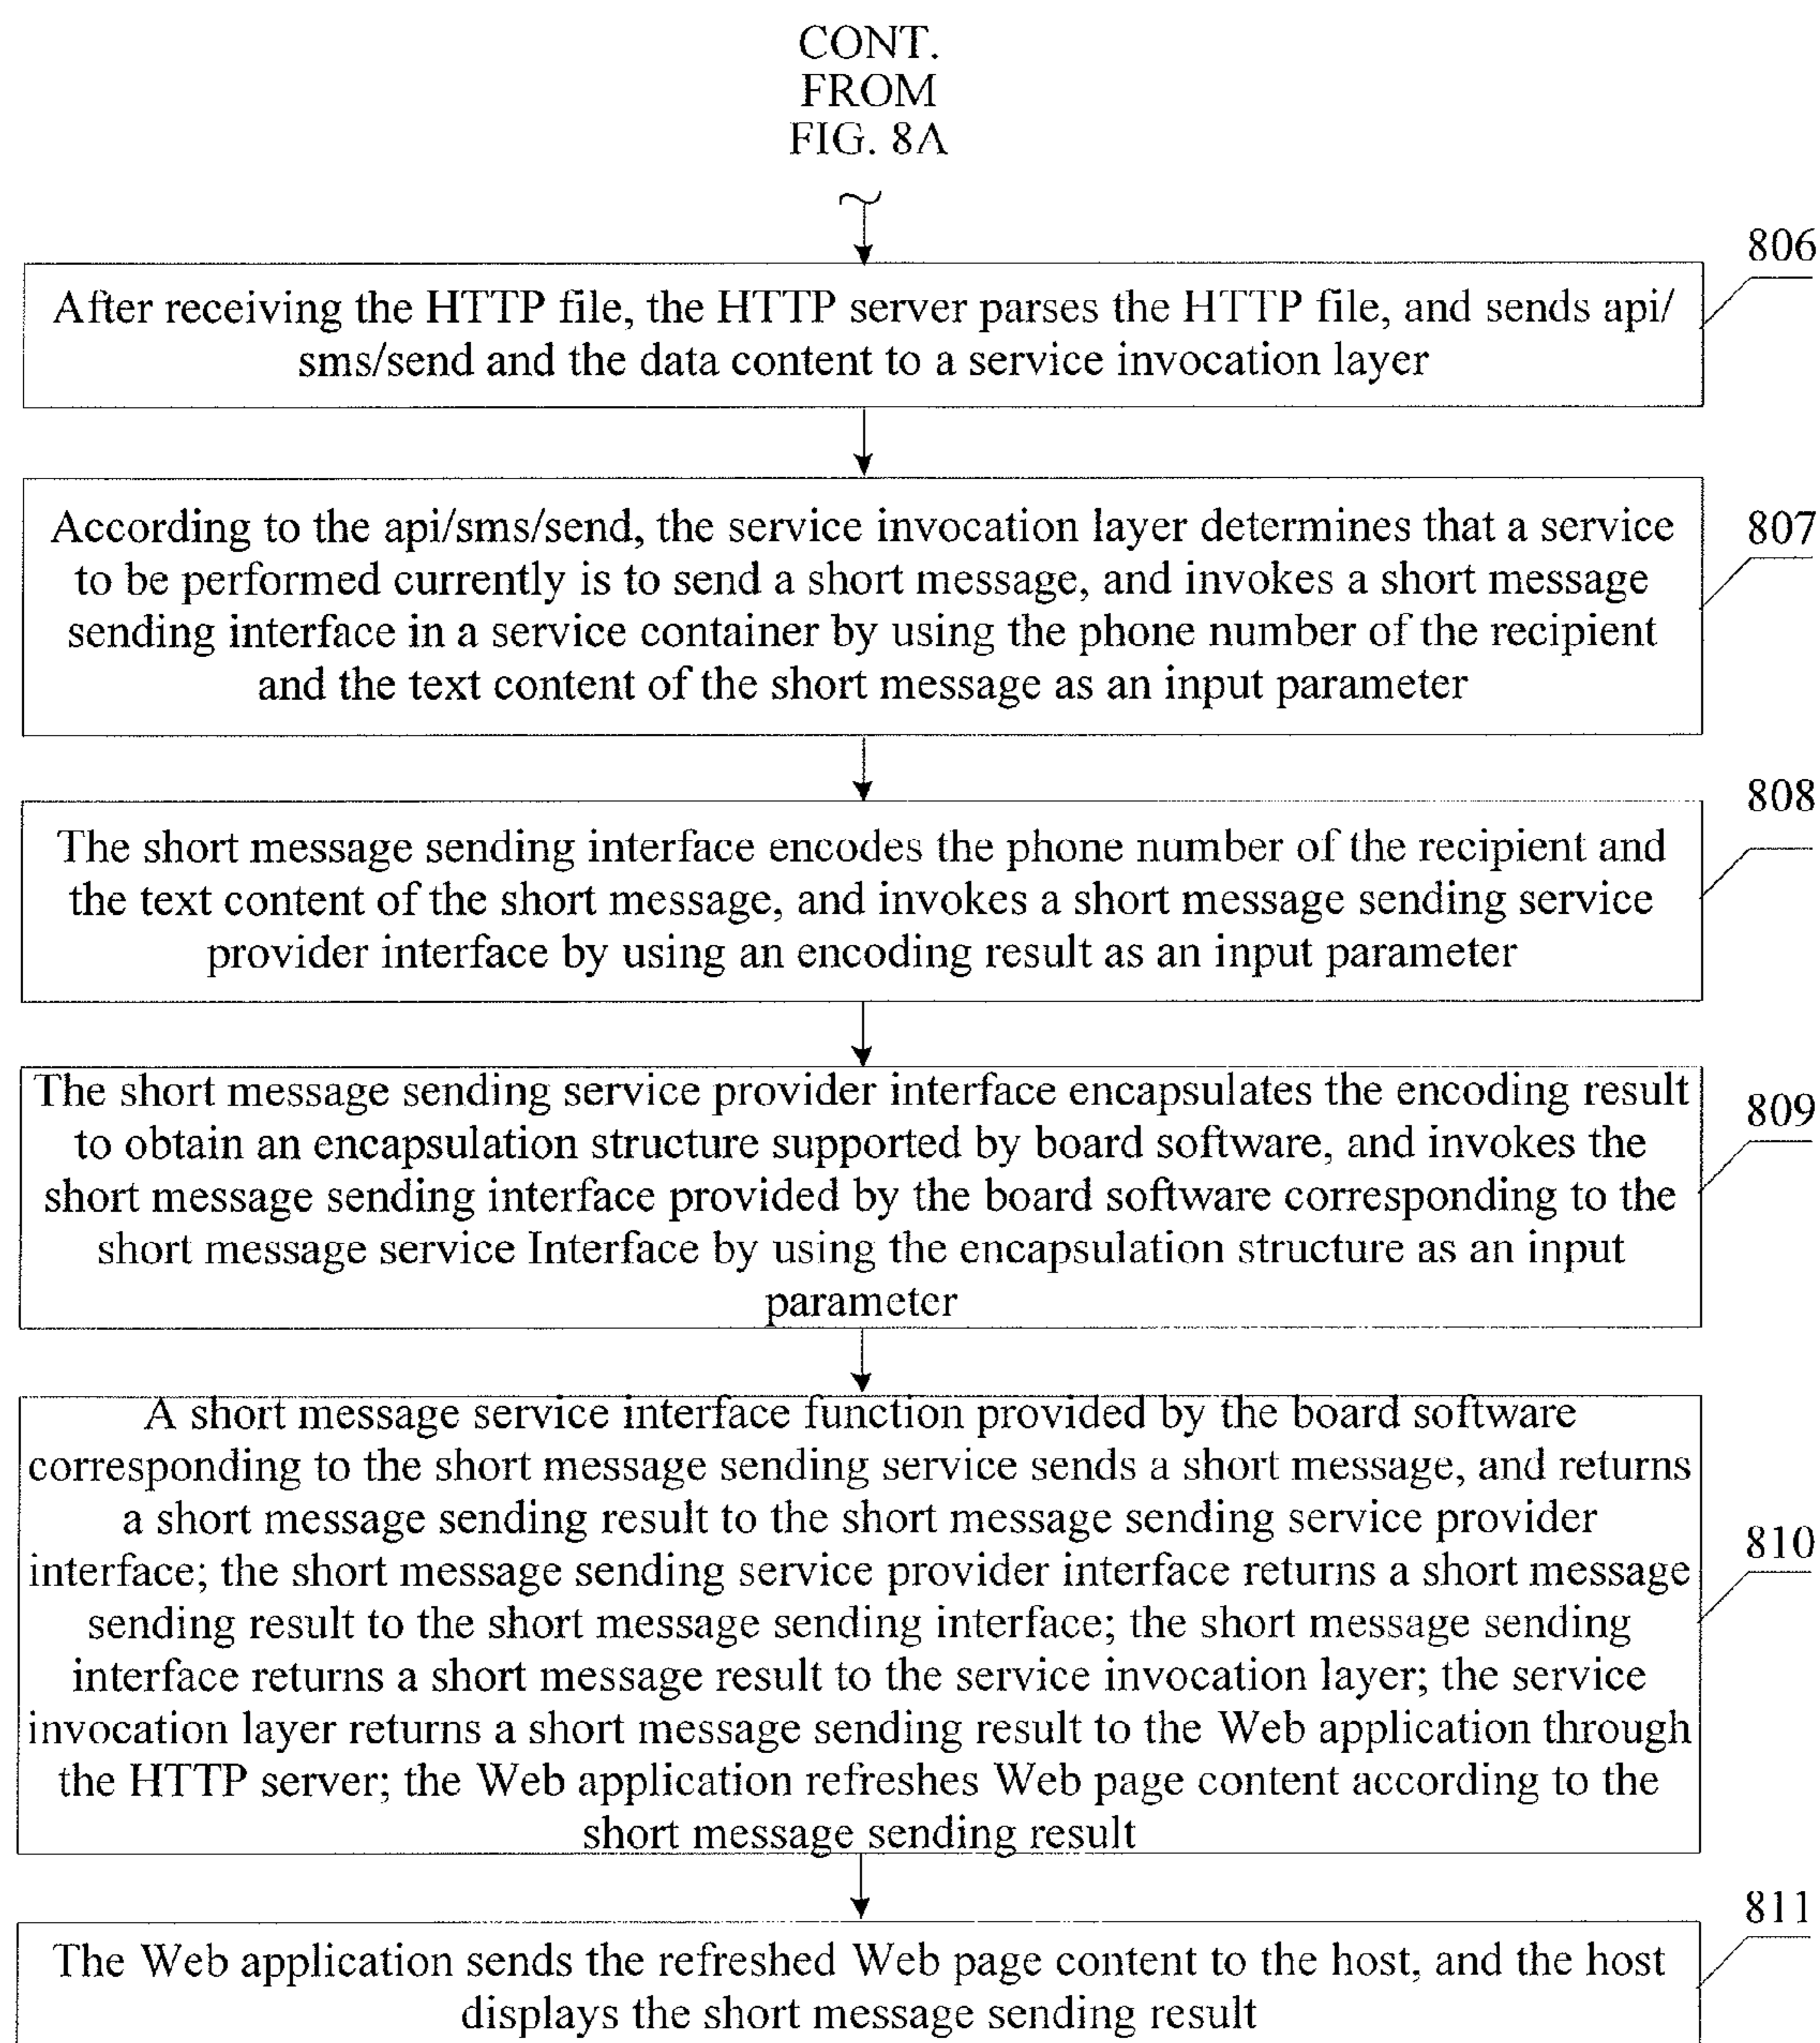 CONT.
FROM
FIG. 8A
806
After receiving the HTTP file, the HTTP server parses the HTTP file, and sends api/
sms/send and the data content to a service invocation layer
807
According to the api/sms/send, the service invocation layer determines that a service
to be performed currently is to send a short message, and invokes a short message
sending interface in a service container by using the phone number of the recipient
and the text content of the short message as an input parameter
808
The short message sending interface encodes the phone number of the recipient and
the text content of the short message, and invokes a short message sending service
provider interface by using an encoding result as an input parameter
809
The short message sending service provider interface encapsulates the encoding result
to obtain an encapsulation structure supported by board software, and invokes the
short message sending interface provided by the board software corresponding to the
short message service Interface by using the encapsulation structure as an input
parameter
810
A short message service interface function provided by the board software
corresponding to the short message sending service sends a short message, and returns
a short message sending result to the short message sending service provider
interface; the short message sending service provider interface returns a short message
sending result to the short message sending interface; the short message sending
interface returns a short message result to the service invocation layer; the service
invocation layer returns a short message sending result to the Web application through
the HTTP server; the Web application refreshes Web page content according to the
short message sending result
811
The Web application sends the refreshed Web page content to the host, and the host
displays the short message sending result